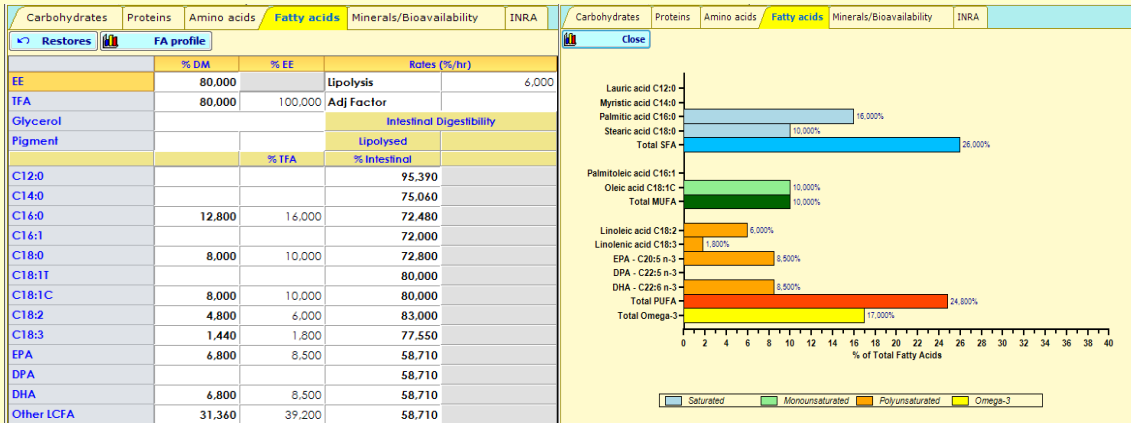 Carbohydrates Proteins Amino acids Fatty acids Minerals/Bioavailability INRA
Restores FA profile
% DM % EE Rates (%/hr)
EE 80,000 Lipolysis 6,000
TFA 80,000 100,000 Adj Factor
Glycerol Intestinal Digestibility
Pigment Lipolysed
% TFA % Intestinal
C12:0 95,390
C14:0 75,060
C16:0 12,800 16,000 72,480
C16:1 72,000
C18:0 8,000 10,000 72,800
C18:1T 80,000
C18:1C 8,000 10,000 80,000
C18:2 4,800 6,000 83,000
C18:3 1,440 1,800 77,550
EPA 6,800 8,500 58,710
DPA 58,710
DHA 6,800 8,500 58,710
Other LCFA 31,360 39,200 58,710
Carbohydrates Proteins Amino acids Fatty acids Minerals/Bioavailability INRA
Close
Lauric acid C12:0
Myristic acid C14:0
Palmitic acid C16:0 16,000%
Stearic acid C18:0 10,000%
Total SFA 26,000%
Palmitoleic acid C16:1
Oleic acid C18:1C 10,000%
Total MUFA 10,000%
Linoleic acid C18:2 6,000%
Linolenic acid C18:3 1,800%
EPA - C20:5 n-3 8,500%
DPA - C22:5 n-3
DHA - C22:6 n-3 8,500%
Total PUFA 24,800%
Total Omega-3 17,000%
0 2 4 6 8 10 12 14 16 18 20 22 24 26 28 30 32 34 36 38 40
% of Total Fatty Acids
Saturated Monounsaturated Polyunsaturated Omega-3